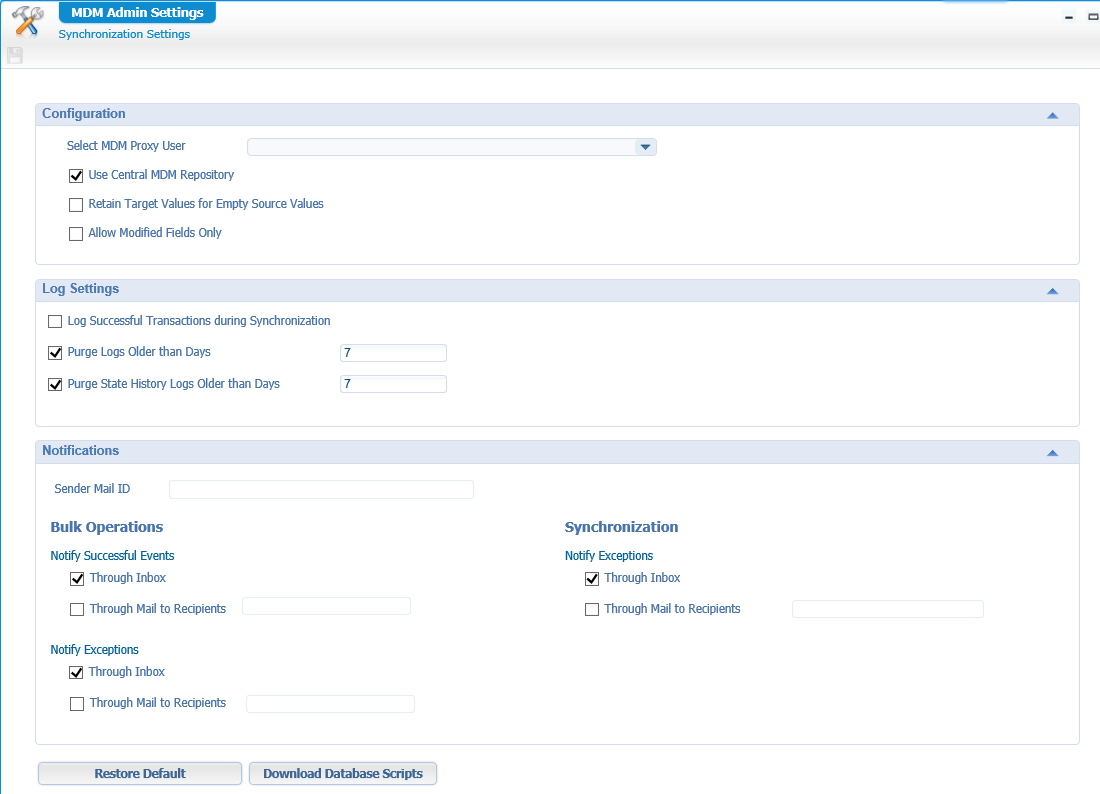 MDM Admin Settings
Synchronization Settings
Configuration
Select MDM Proxy User
Use Central MDM Repository
Retain Target Values for Empty Source Values
Allow Modified Fields Only
Log Settings
Log Successful Transactions during Synchronization
Purge Logs Older than Days 7
Purge State History Logs Older than Days 7
Notifications
Sender Mail ID
Bulk Operations
Notify Successful Events
Through Inbox
Through Mail to Recipients
Notify Exceptions
Through Inbox
Through Mail to Recipients
Synchronization
Notify Exceptions
Through Inbox
Through Mail to Recipients
Restore Default
Download Database Scripts